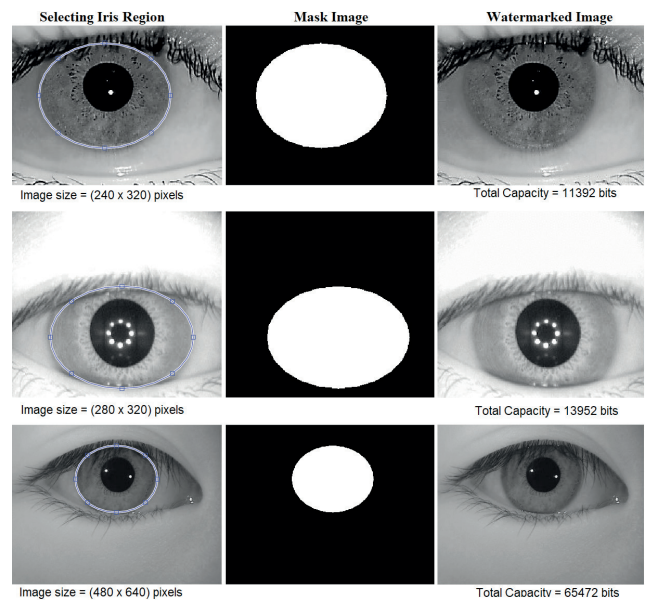 Selecting Iris Region Mask Image Watermarked Image
Image size = (240 x 320) pixels Total Capacity = 11392 bits
Image size = (280 x 320) pixels Total Capacity = 13952 bits
Image size = (480 x 640) pixels Total Capacity = 65472 bits